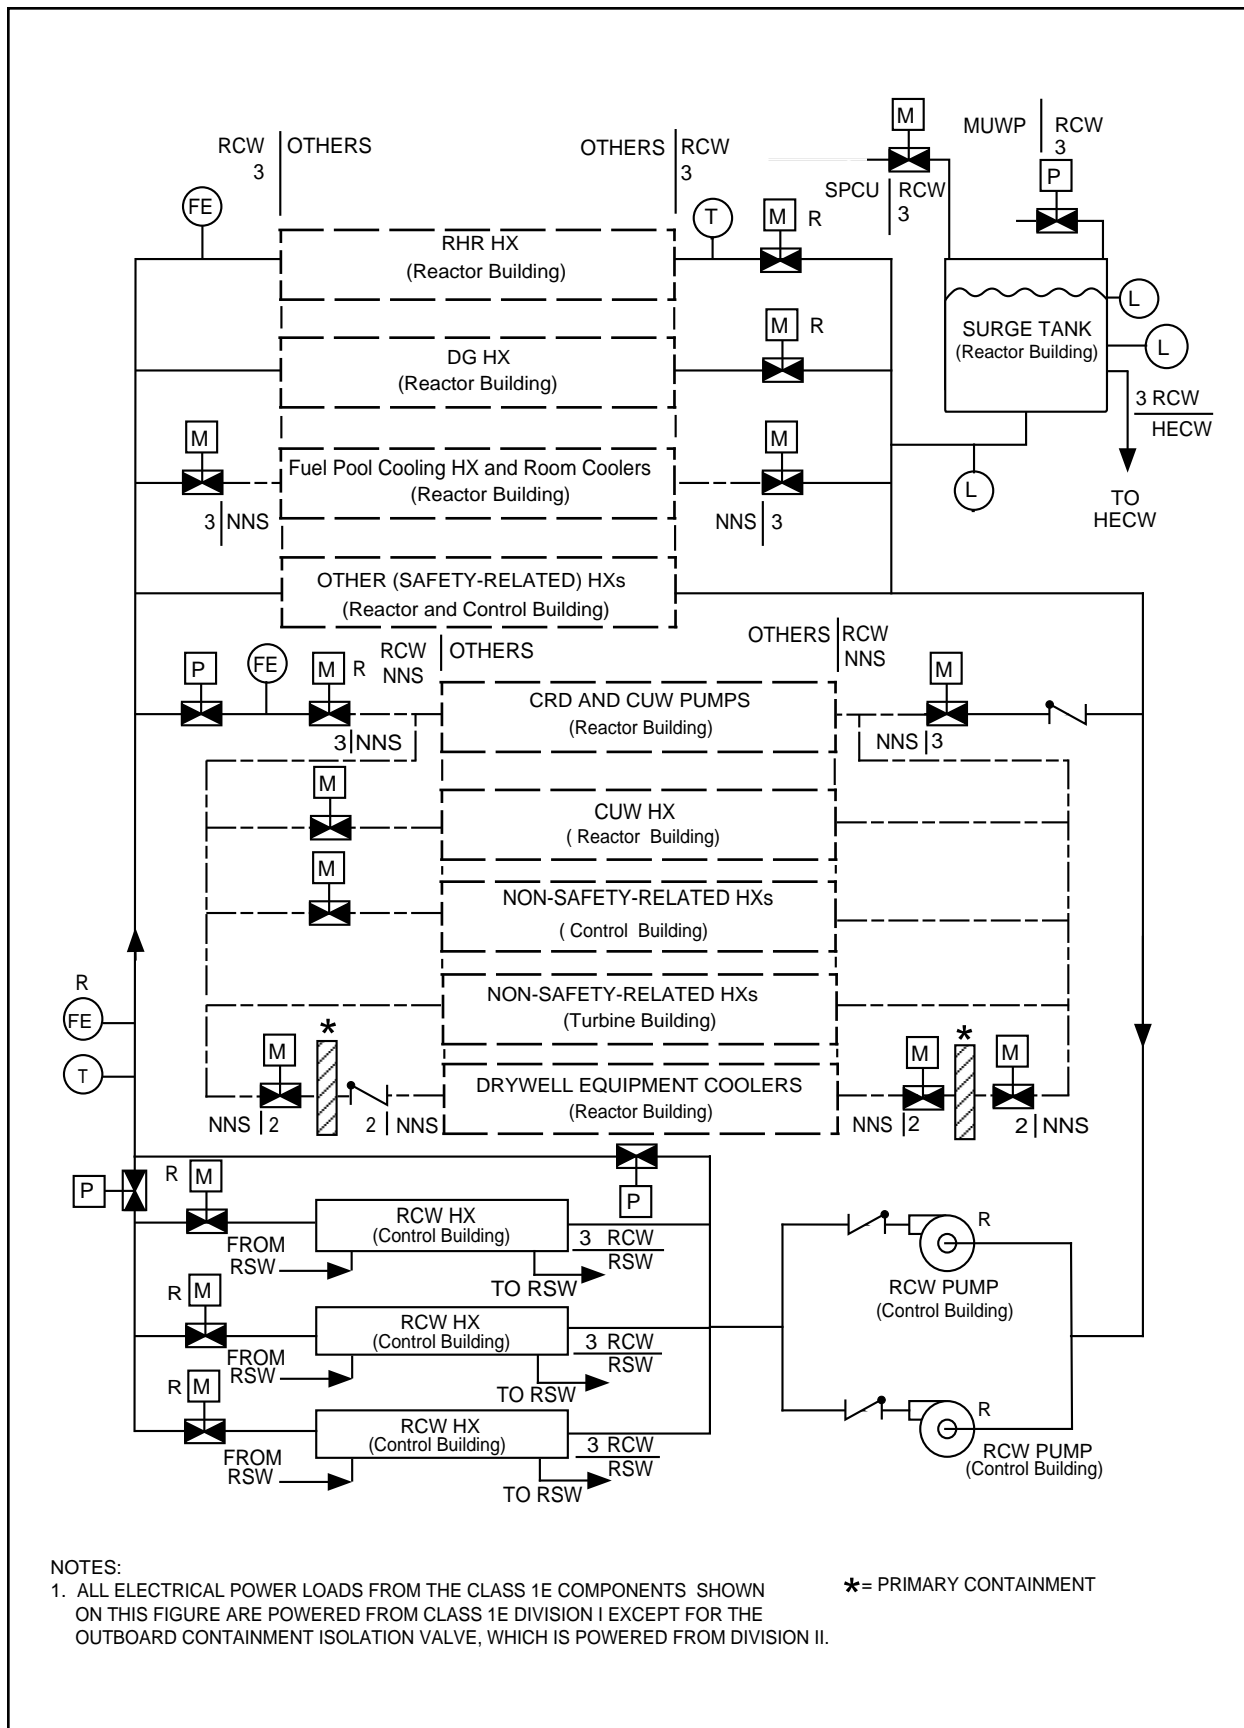 RCW
3
OTHERS
OTHERS
RCW
3
M
MUWP
RCW
3
P
SPCU
RCW
3
FE
T
M
R
RHR HX
(Reactor Building)
M
R
DG HX
(Reactor Building)
L
SURGE TANK
(Reactor Building)
L
3 RCW
HECW
M
Fuel Pool Cooling HX and Room Coolers
(Reactor Building)
M
L
TO
HECW
3
NNS
NNS
3
OTHER (SAFETY-RELATED) HXs
(Reactor and Control Building)
RCW
NNS
OTHERS
OTHERS
RCW
NNS
P
FE
M
R
M
CRD AND CUW PUMPS
(Reactor Building)
3
NNS
NNS
3
M
CUW HX
( Reactor Building)
M
NON-SAFETY-RELATED HXs
( Control Building)
R
FE
NON-SAFETY-RELATED HXs
(Turbine Building)
T
M
*
M
*
M
DRYWELL EQUIPMENT COOLERS
(Reactor Building)
NNS
2
2
NNS
NNS
2
2
NNS
P
R
M
P
RCW HX
(Control Building)
FROM
RSW
TO RSW
3 RCW
RSW
R
RCW PUMP
(Control Building)
R
M
RCW HX
(Control Building)
FROM
RSW
TO RSW
3 RCW
RSW
R
M
RCW HX
(Control Building)
FROM
RSW
TO RSW
3 RCW
RSW
R
RCW PUMP
(Control Building)
NOTES:
1. ALL ELECTRICAL POWER LOADS FROM THE CLASS 1E COMPONENTS SHOWN
ON THIS FIGURE ARE POWERED FROM CLASS 1E DIVISION I EXCEPT FOR THE
OUTBOARD CONTAINMENT ISOLATION VALVE, WHICH IS POWERED FROM DIVISION II.
*= PRIMARY CONTAINMENT